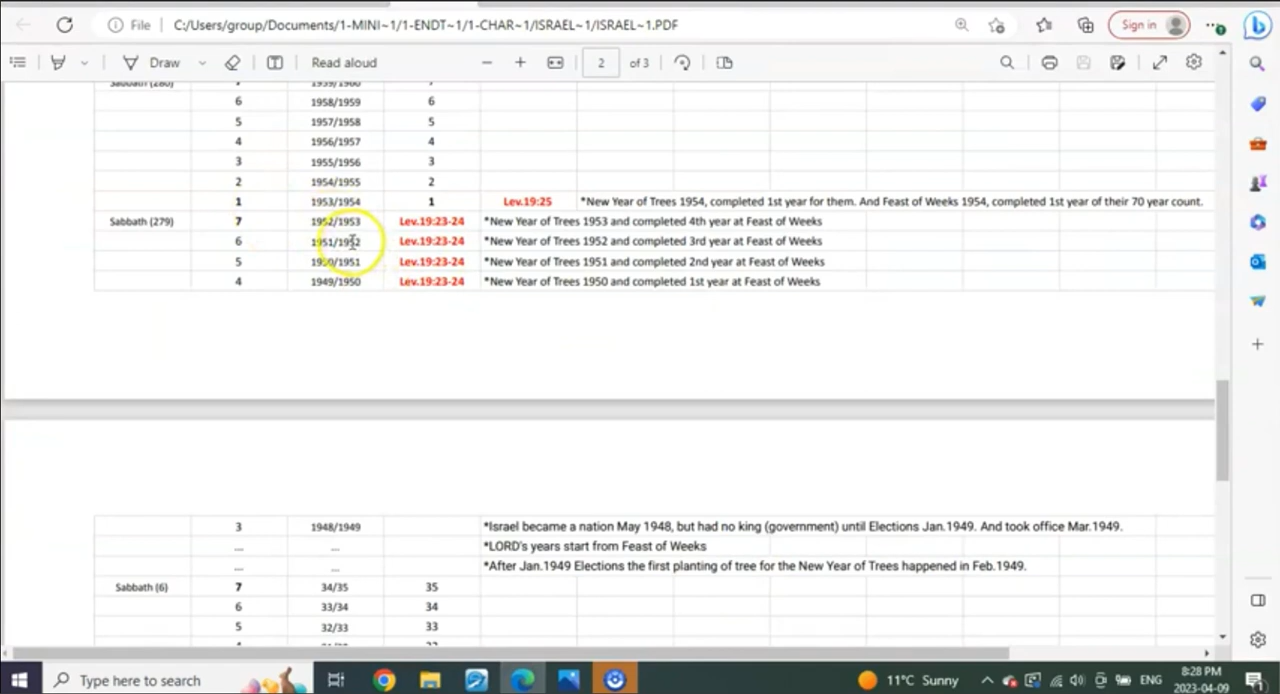 File C:/Users/group/Documents/1-MINI~1/1-ENDT~1/1-CHAR~1/ISRAEL~1/ISRAEL~1.PDF Sign in
Draw Read aloud 2 of 3
Sabbath (280) 7 1959/1960 7
6 1958/1959 6
5 1957/1958 5
4 1956/1957 4
3 1955/1956 3
2 1954/1955 2
1 1953/1954 1 Lev.19:25 *New Year of Trees 1954, completed 1st year for them. And Feast of Weeks 1954, completed 1st year of their 70 year count.
Sabbath (279) 7 1952/1953 Lev.19:23-24 *New Year of Trees 1953 and completed 4th year at Feast of Weeks
6 1951/1952 Lev.19:23-24 *New Year of Trees 1952 and completed 3rd year at Feast of Weeks
5 1950/1951 Lev.19:23-24 *New Year of Trees 1951 and completed 2nd year at Feast of Weeks
4 1949/1950 Lev.19:23-24 *New Year of Trees 1950 and completed 1st year at Feast of Weeks
3 1948/1949 *Israel became a nation May 1948, but had no king (government) until Elections Jan.1949. And took office Mar.1949.
... ... *LORD's years start from Feast of Weeks
... ... *After Jan.1949 Elections the first planting of tree for the New Year of Trees happened in Feb.1949.
Sabbath (6) 7 34/35 35
6 33/34 34
5 32/33 33
Type here to search 11°C Sunny ENG 8:28 PM
2023-04-09